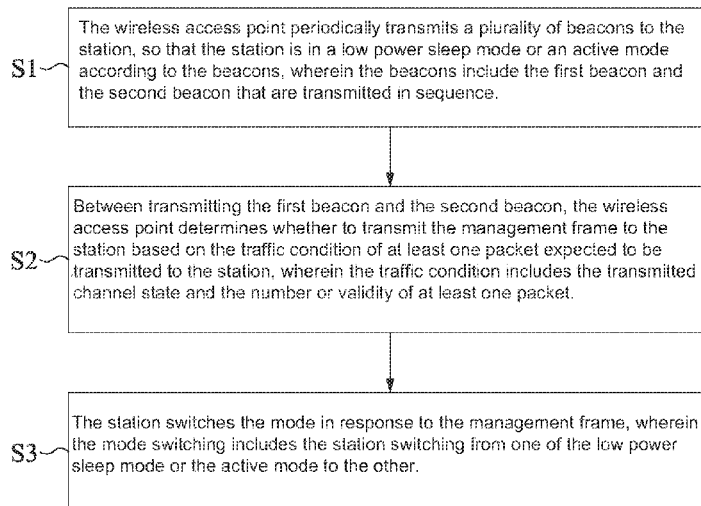 The wireless access point periodically transmits a plurality of beacons to the
station, so that the station is in a low power sleep mode or an active mode
S1
according to the beacons, wherein the beacons include the first beacon and
the second beacon that are transmitted in sequence.
Between transmitting the first beacon and the second beacon, the wireless
access point determines whether to transmit the management frame to the
S2
station based on the traffic condition of at least one packet expected to be
transmitted to the station, wherein the traffic condition includes the transmitted
channel state and the number or validity of at least one packet.
The station switches the mode in response to the management frame, wherein
S3
the mode switching includes the station switching from one of the low power
sleep mode or the active mode to the other.